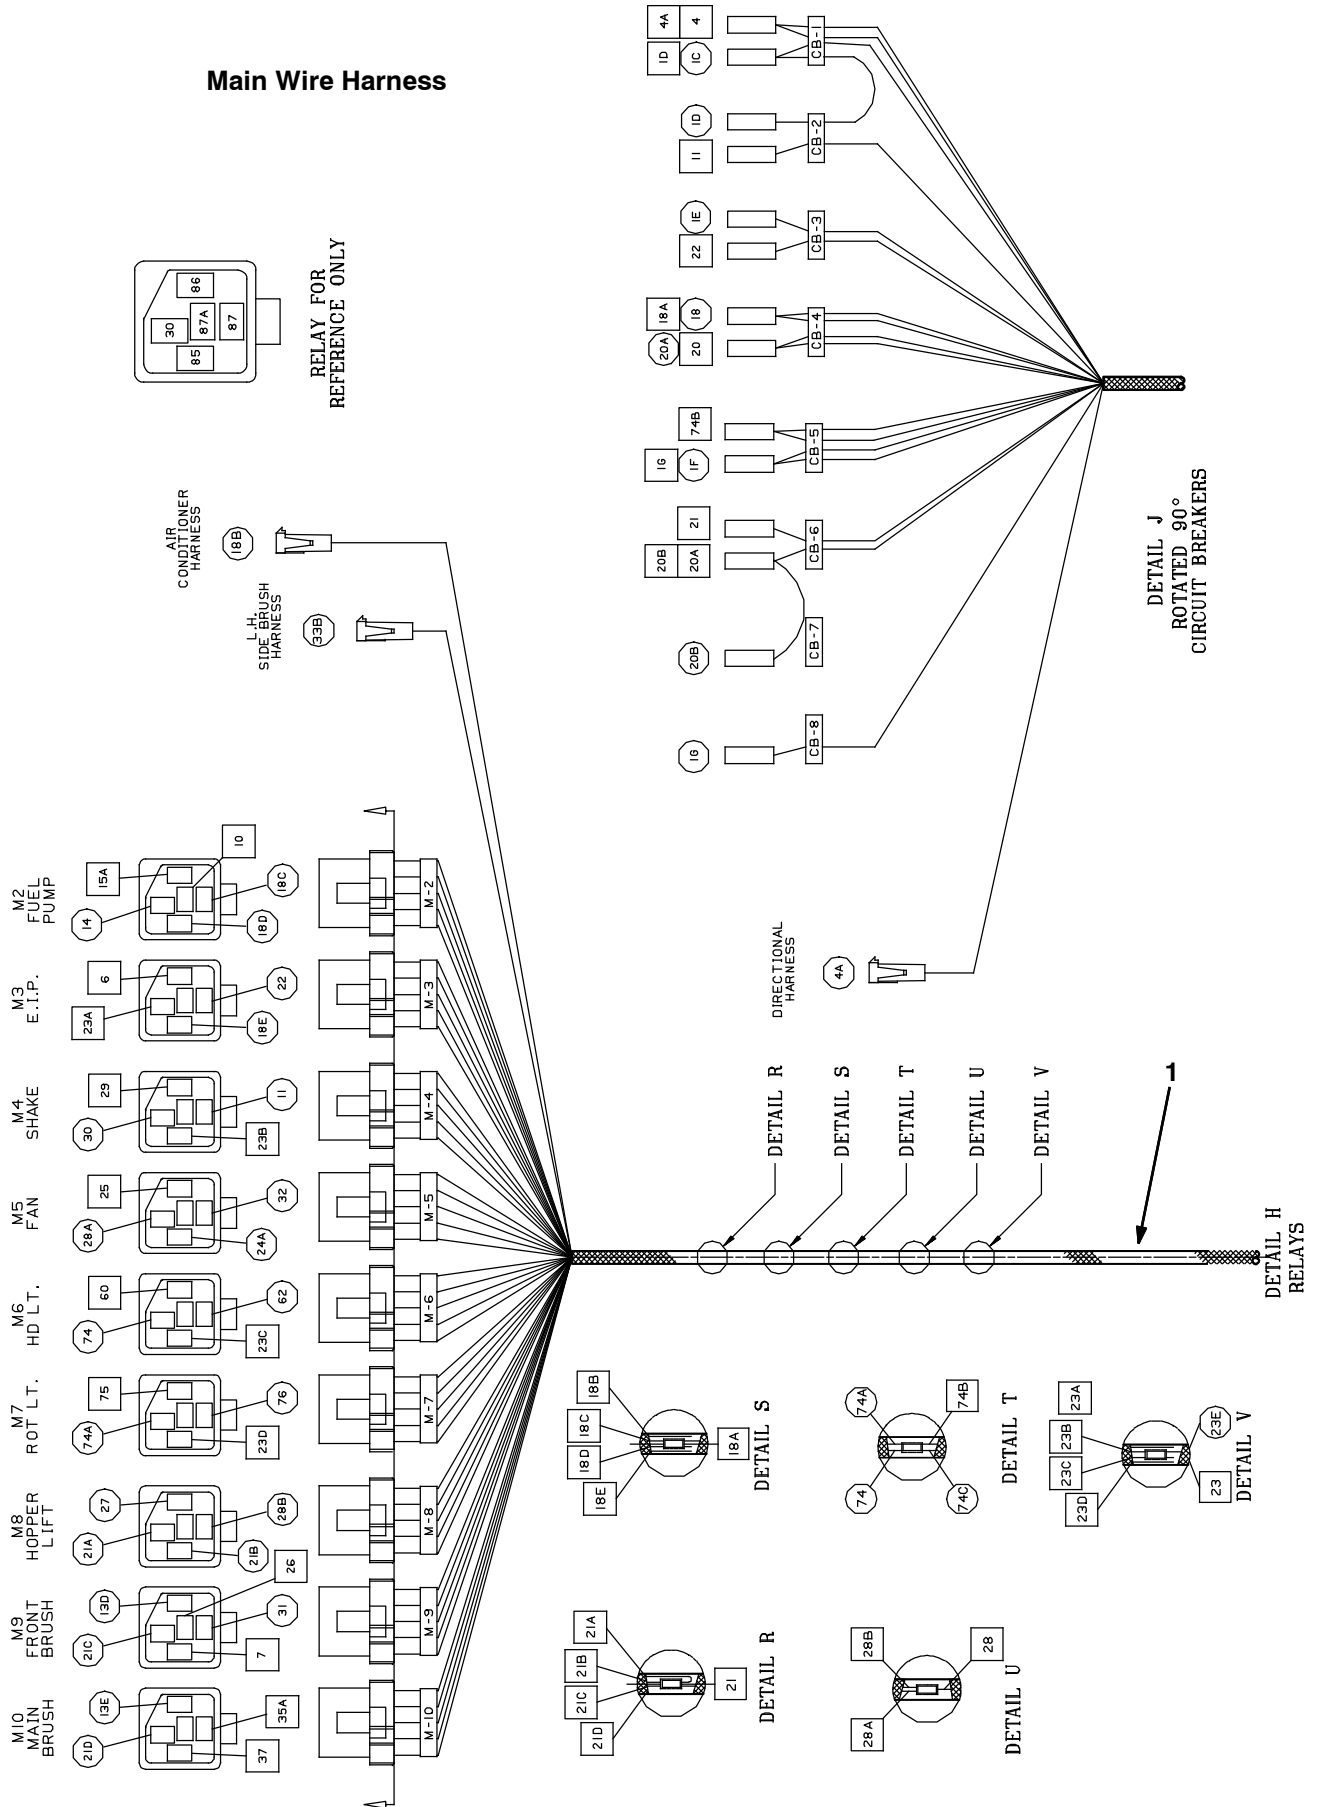 Main Wire Harness
4A
4
1D
1C
CB-1
1D
11
CB-2
1E
22
CB-3
18A
18
20A
20
CB-4
74B
1G
1F
CB-5
21
20B
20A
CB-6
20B
CB-7
1G
CB-8
DETAIL J
ROTATED 90°
CIRCUIT BREAKERS
86
30
87A
87
85
RELAY FOR
REFERENCE ONLY
AIR
CONDITIONER
HARNESS
18B
L.H.
SIDE BRUSH
HARNESS
33B
DIRECTIONAL
HARNESS
4A
M2
FUEL
PUMP
15A
10
14
18C
18D
M-2
M3
E.I.P.
6
23A
22
18E
M-3
M4
SHAKE
29
30
11
23B
M-4
M5
FAN
25
28A
32
24A
M-5
M6
HD LT.
60
74
62
23C
M-6
M7
ROT LT.
75
74A
76
23D
M-7
M8
HOPPER
LIFT
27
21A
28B
21B
M-8
M9
FRONT
BRUSH
13D
26
21C
31
7
M-9
M10
MAIN
BRUSH
13E
21D
35A
37
M-10
DETAIL R
DETAIL S
DETAIL T
DETAIL U
DETAIL V
1
DETAIL H
RELAYS
18B
18C
18D
18E
18A
DETAIL S
74A
74B
74
74C
DETAIL T
23A
23B
23C
23D
23E
23
DETAIL V
21A
21B
21C
21D
21
DETAIL R
28B
28A
28
DETAIL U